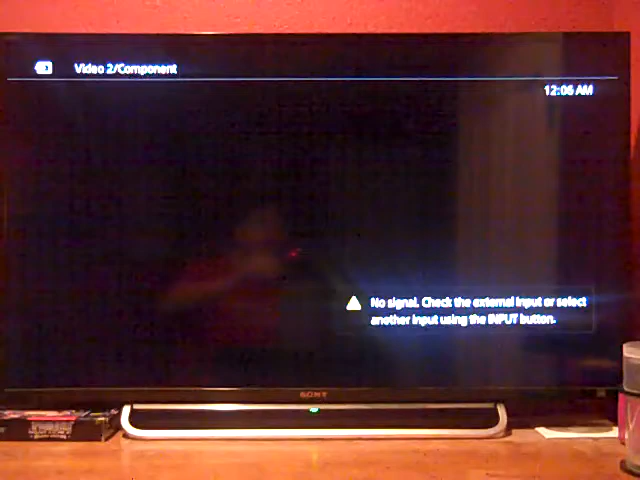 Video 2/Component
12:06 AM
No signal. Check the external input or select
another input using the INPUT button.
SONY